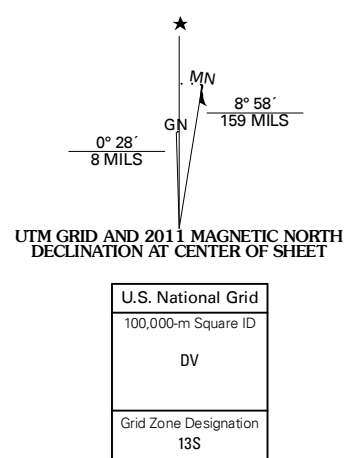 MN
8° 58´
159 MILS
GN
0° 28´
8 MILS
UTM GRID AND 2011 MAGNETIC NORTH
DECLINATION AT CENTER OF SHEET
U.S. National Grid
100,000-m Square ID
DV
Grid Zone Designation
13S